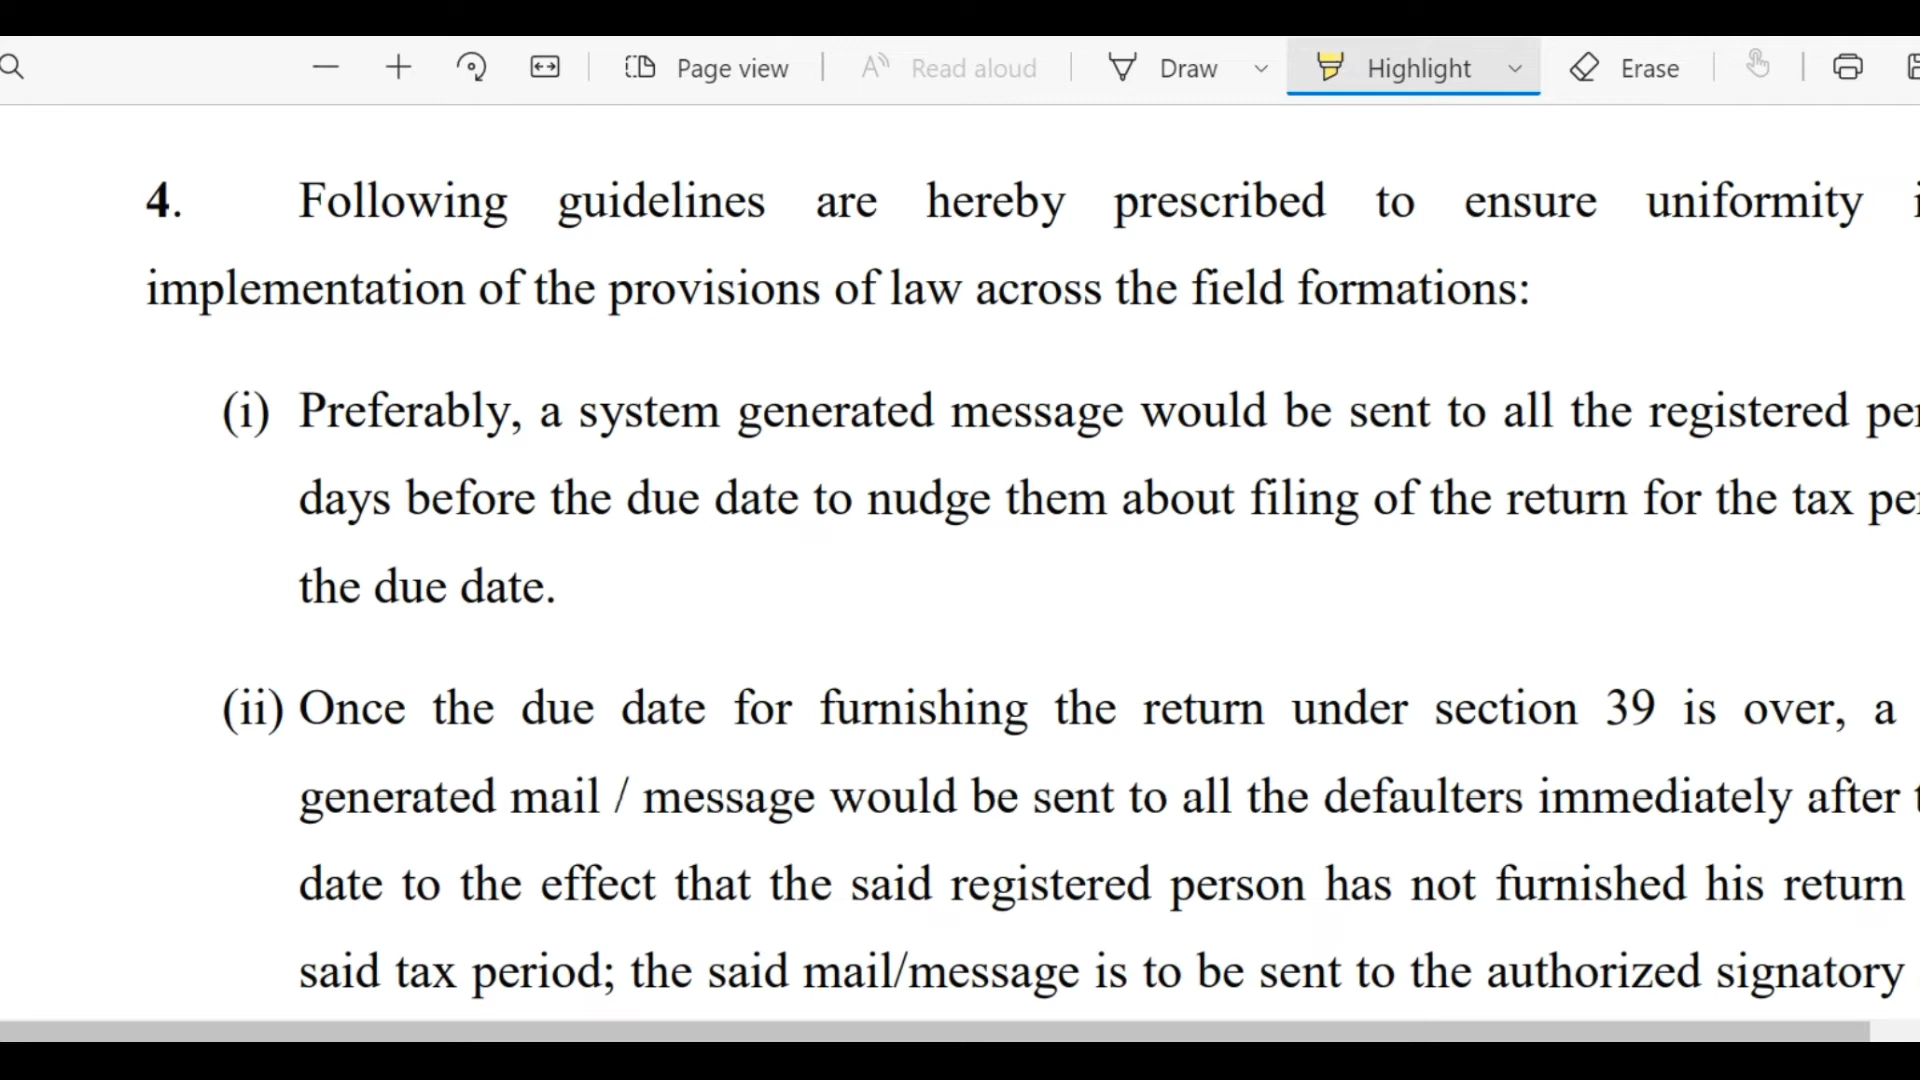 Page view Read aloud Draw Highlight Erase
4. Following guidelines are hereby prescribed to ensure uniformity
implementation of the provisions of law across the field formations:
(i) Preferably, a system generated message would be sent to all the registered
days before the due date to nudge them about filing of the return for the tax
the due date.
(ii) Once the due date for furnishing the return under section 39 is over, a
generated mail / message would be sent to all the defaulters immediately after
date to the effect that the said registered person has not furnished his return
said tax period; the said mail/message is to be sent to the authorized signatory